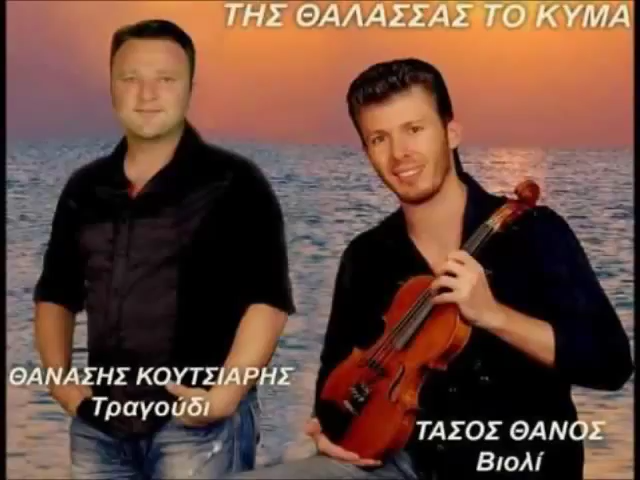 ΤΗΣ ΘΑΛΑΣΣΑΣ ΤΟ ΚΥΜΑ
ΘΑΝΑΣΗΣ ΚΟΥΤΣΙΑΡΗΣ
Τραγούδι
ΤΑΣΟΣ ΘΑΝΟΣ
Βιολί